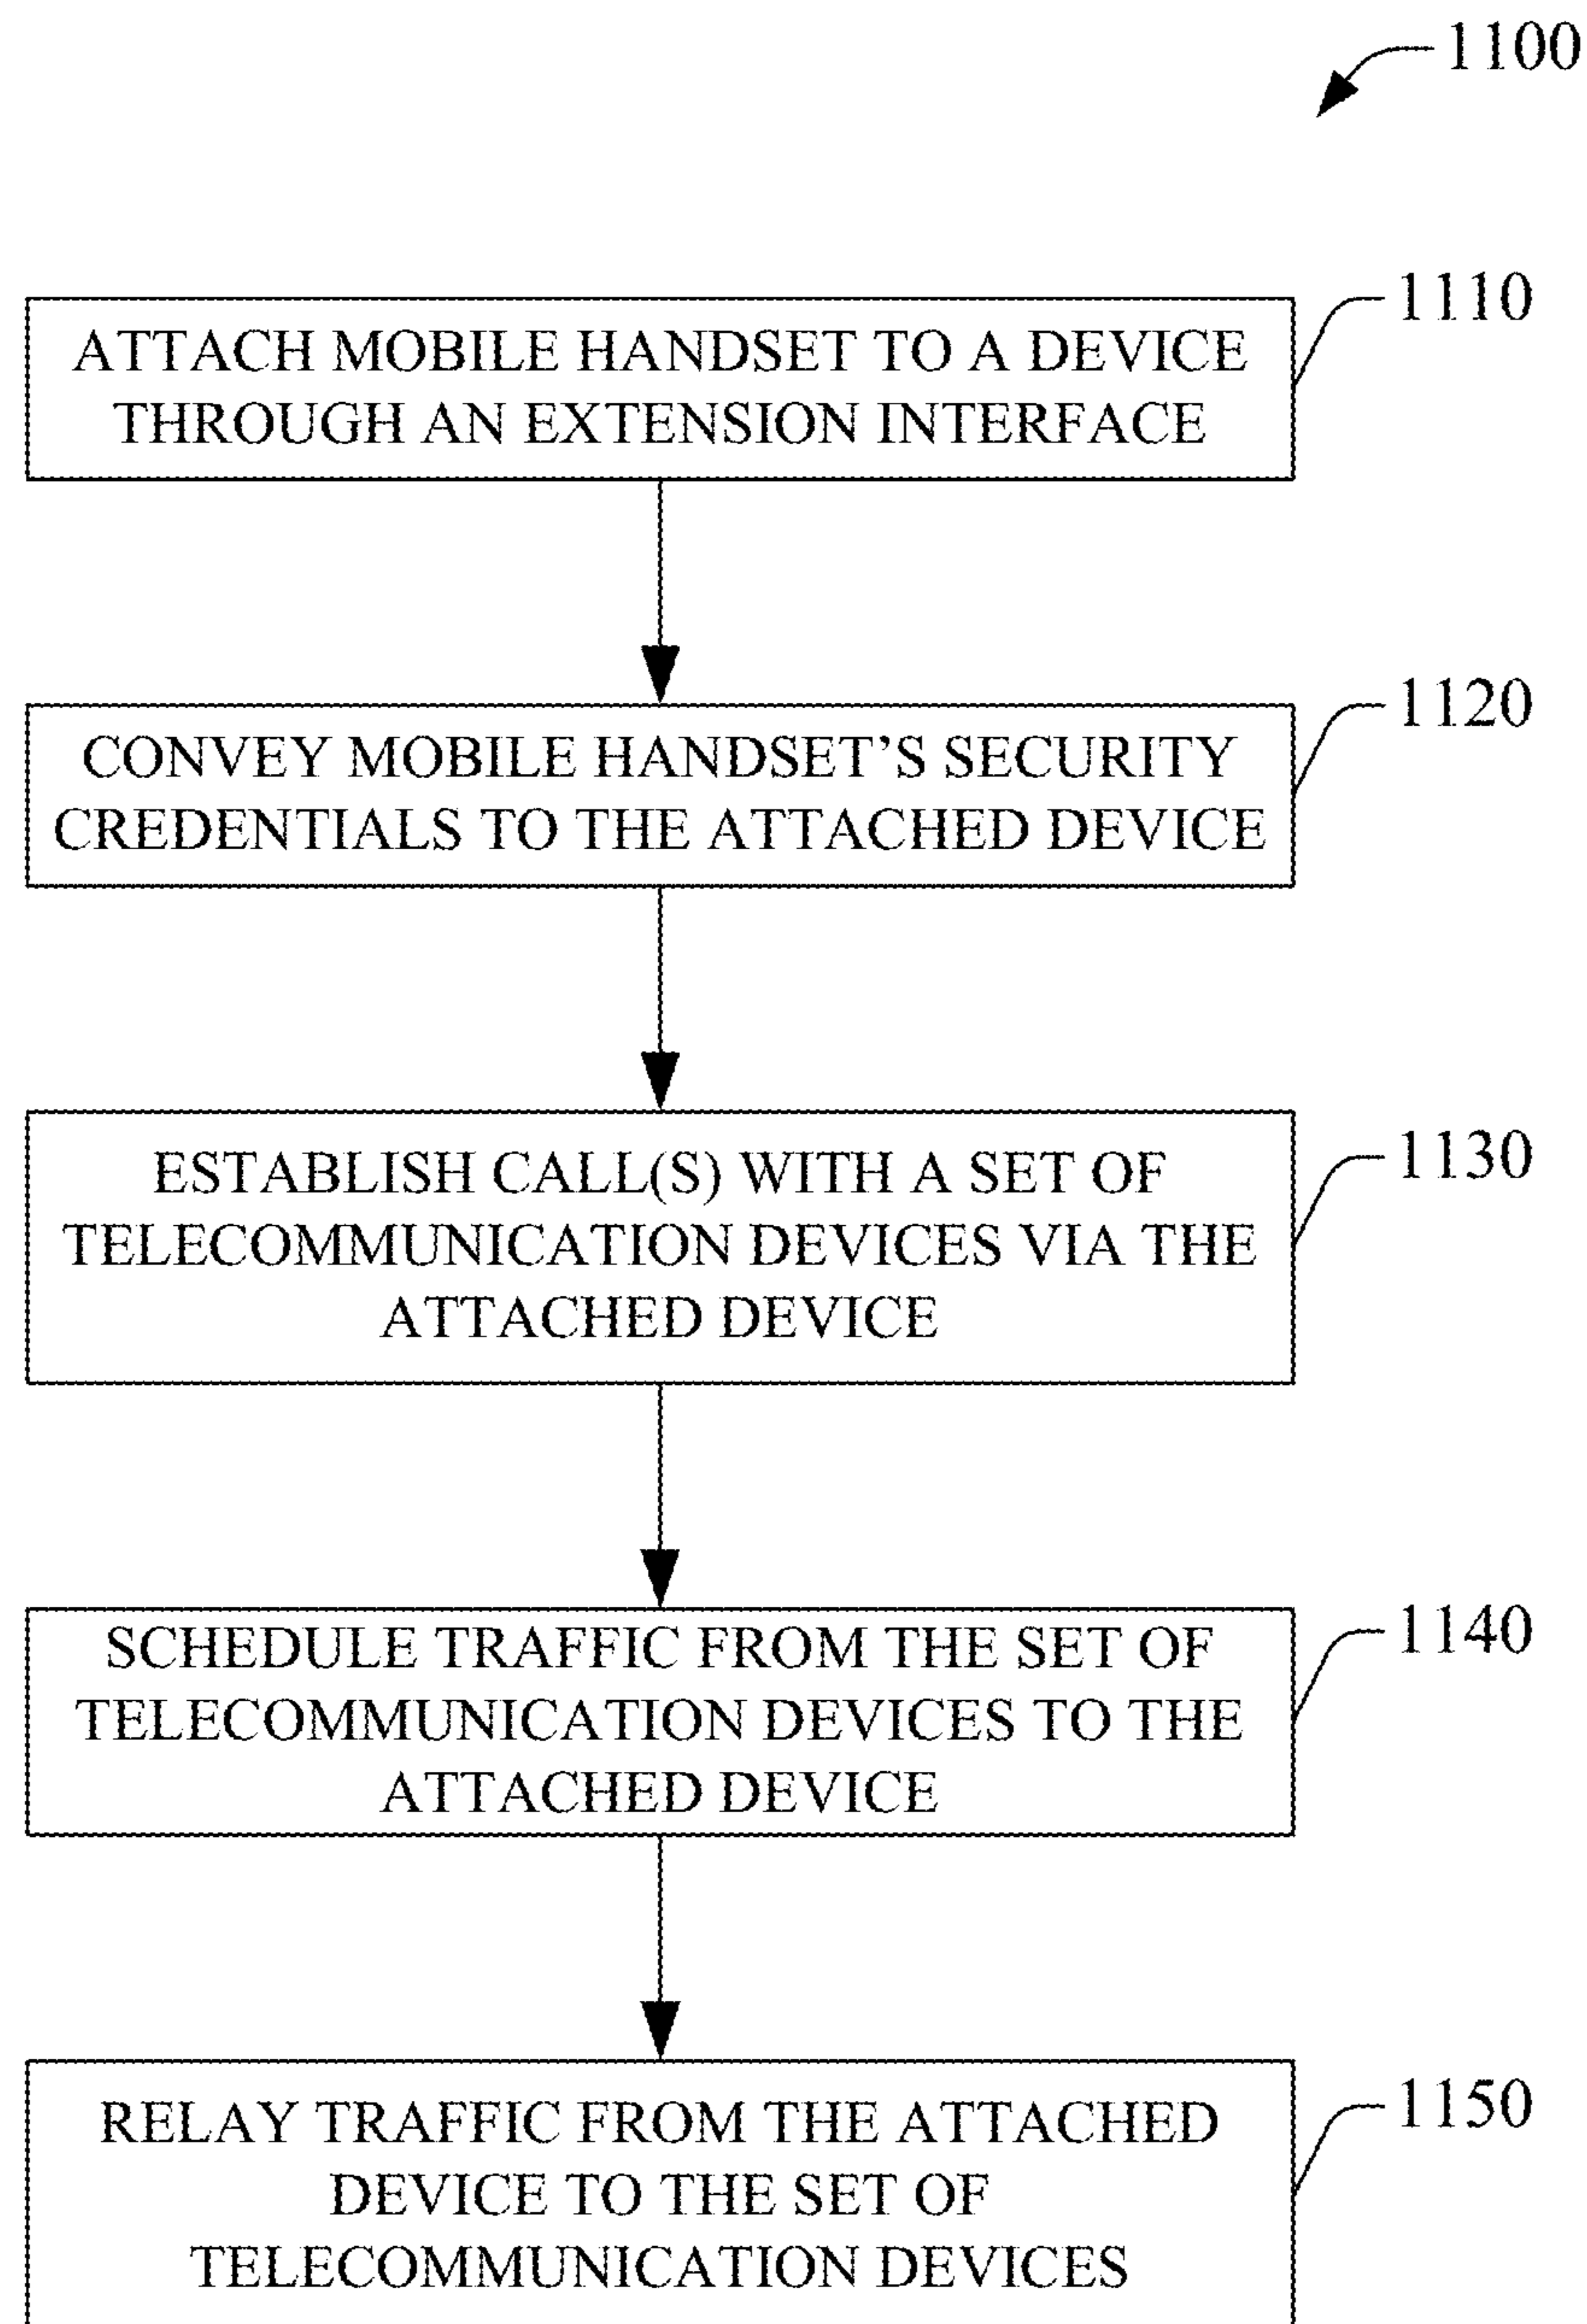 1100
1110
ATTACH MOBILE HANDSET TO A DEVICE
THROUGH AN EXTENSION INTERFACE
1120
CONVEY MOBILE HANDSET'S SECURITY
CREDENTIALS TO THE ATTACHED DEVICE
1130
ESTABLISH CALL(S) WITH A SET OF
TELECOMMUNICATION DEVICES VIA THE
ATTACHED DEVICE
1140
SCHEDULE TRAFFIC FROM THE SET OF
TELECOMMUNICATION DEVICES TO THE
ATTACHED DEVICE
1150
RELAY TRAFFIC FROM THE ATTACHED
DEVICE TO THE SET OF
TELECOMMUNICATION DEVICES